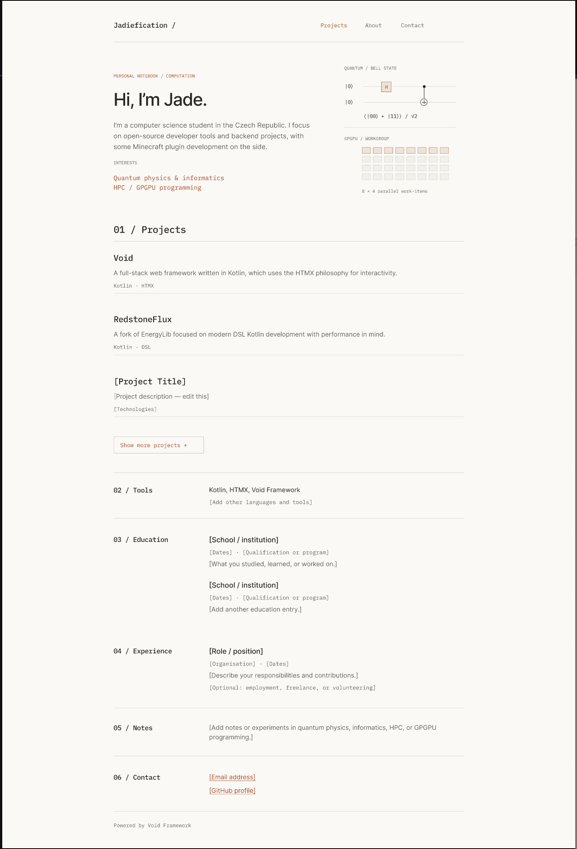 Jadiefication /
Projects About Contact
PERSONAL NOTEBOOK / COMPUTATION
Hi, I'm Jade.
I'm a computer science student in the Czech Republic. I focus
on open-source developer tools and backend projects, with
some Minecraft plugin development on the side.
INTERESTS
Quantum physics & informatics
HPC / GPGPU programming
QUANTUM / BELL STATE
|0⟩ H
|0⟩
(|00⟩ + |11⟩) / √2
GPGPU / WORKGROUP
8 × 4 parallel work-items
01 / Projects
Void
A full-stack web framework written in Kotlin, which uses the HTMX philosophy for interactivity.
Kotlin · HTMX
RedstoneFlux
A fork of EnergyLib focused on modern DSL Kotlin development with performance in mind.
Kotlin · DSL
[Project Title]
[Project description — edit this]
[Technologies]
Show more projects +
02 / Tools
Kotlin, HTMX, Void Framework
[Add other languages and tools]
03 / Education
[School / institution]
[Dates] · [Qualification or program]
[What you studied, learned, or worked on.]
[School / institution]
[Dates] · [Qualification or program]
[Add another education entry.]
04 / Experience
[Role / position]
[Organisation] · [Dates]
[Describe your responsibilities and contributions.]
[Optional: employment, freelance, or volunteering]
05 / Notes
[Add notes or experiments in quantum physics, informatics, HPC, or GPGPU
programming.]
06 / Contact
[Email address]
[GitHub profile]
Powered by Void Framework